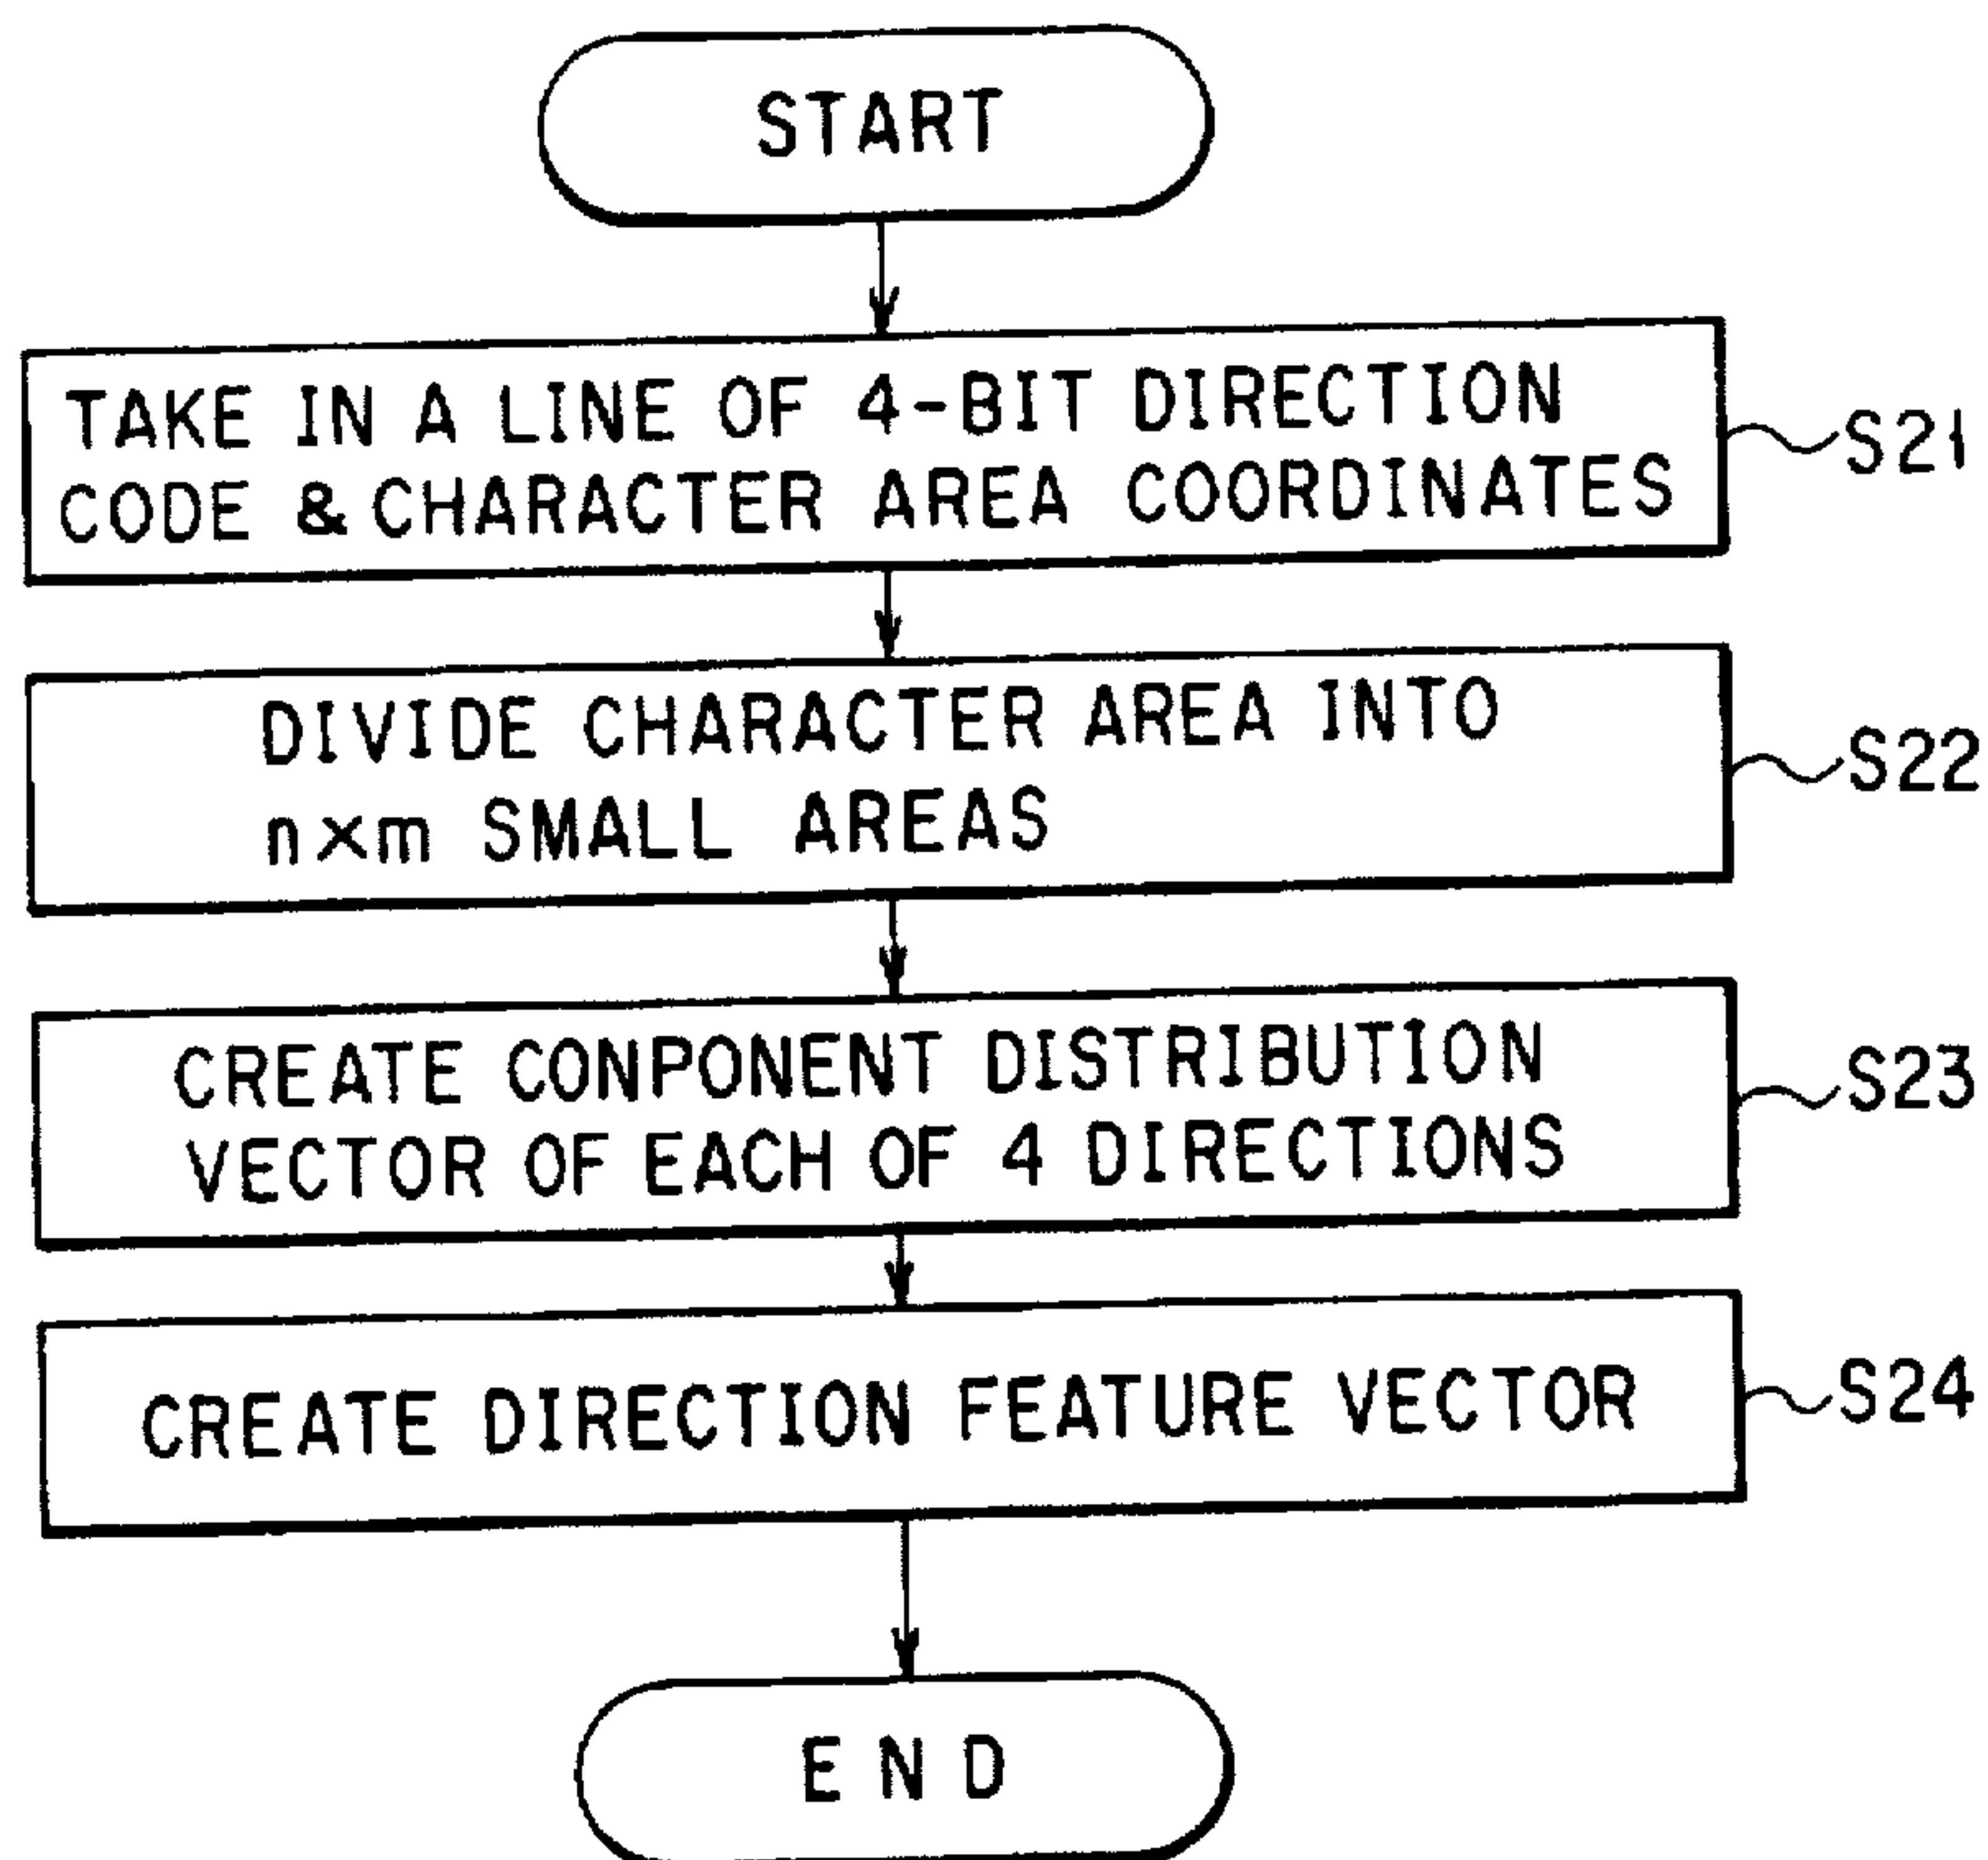 START
TAKE IN A LINE OF 4-BIT DIRECTION
CODE & CHARACTER AREA COORDINATES
S21
DIVIDE CHARACTER AREA INTO
n×m SMALL AREAS
S22
CREATE CONPONENT DISTRIBUTION
VECTOR OF EACH OF 4 DIRECTIONS
S23
CREATE DIRECTION FEATURE VECTOR
S24
END